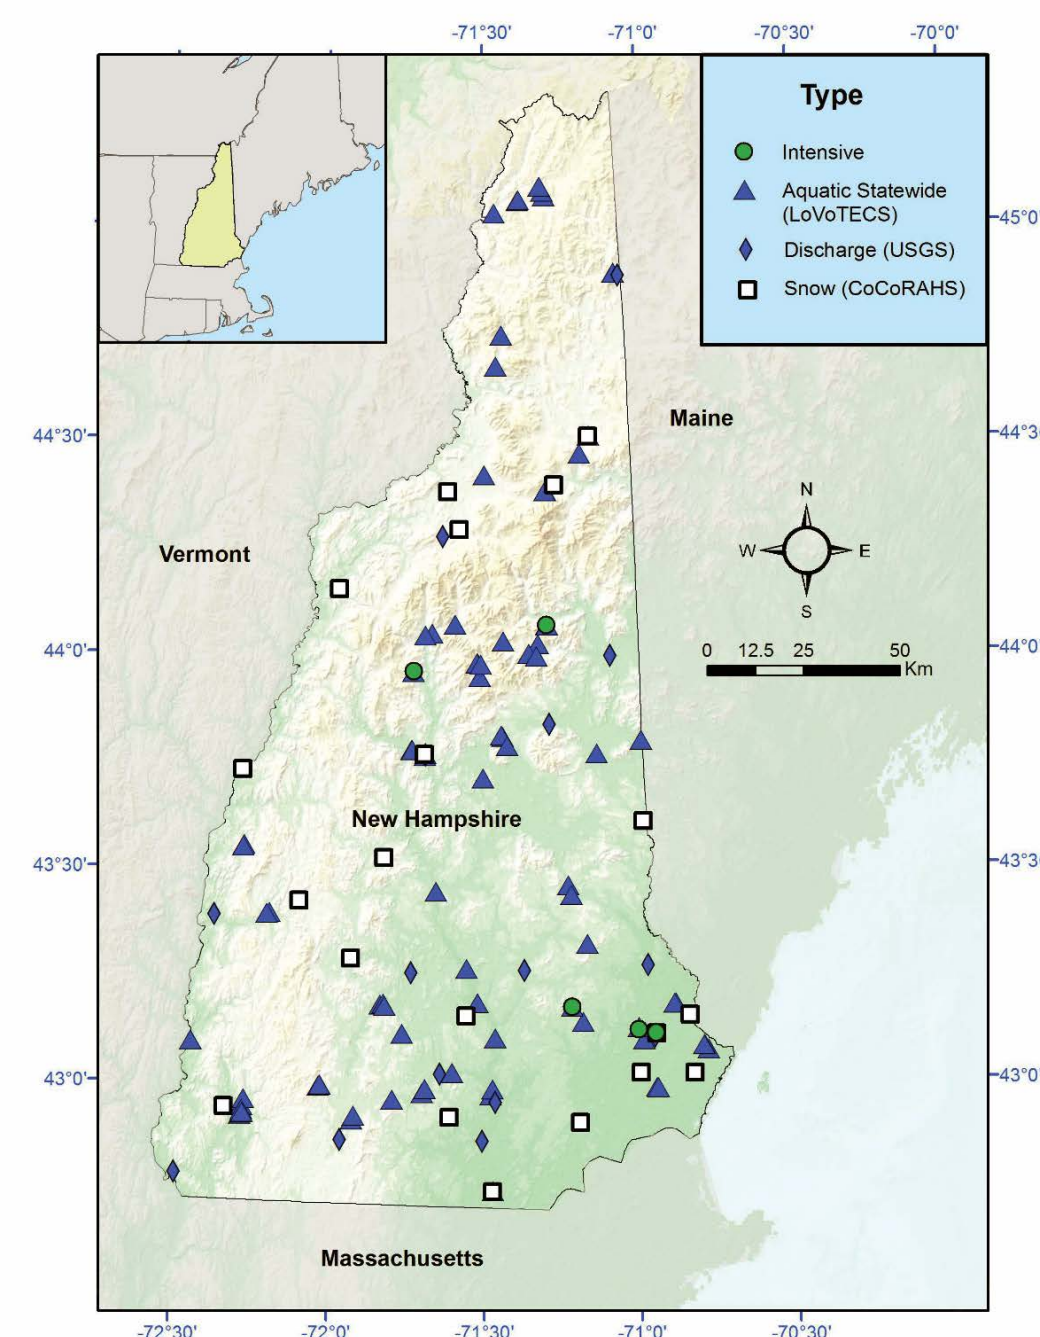 -71°30' -71°0' -70°30' -70°0'
Type
Intensive
Aquatic Statewide
(LoVoTECS)
Discharge (USGS)
Snow (CoCoRAHS)
45°0'
44°30' 44°30'
Maine
N
W E
S
Vermont
0 12.5 25 50
Km
44°0' 44°0'
New Hampshire
43°30' 43°30'
43°0' 43°0'
Massachusetts
-72°30' -72°0' -71°30' -71°0' -70°30'